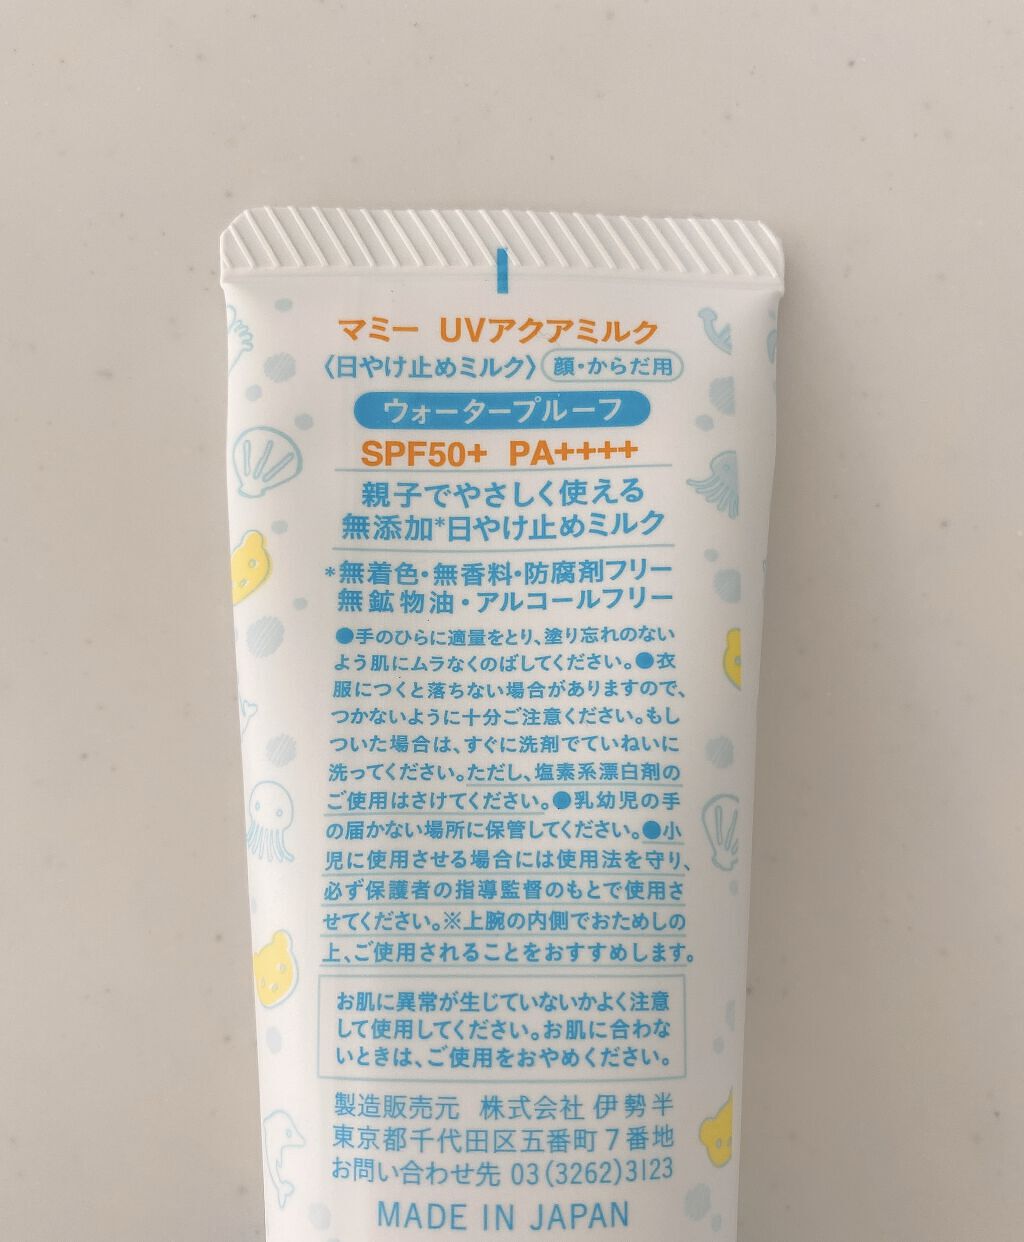 マミー UVアクアミルク
〈日やけ止めミルク〉 顔・からだ用
ウォータープルーフ
SPF50+ PA++++
親子でやさしく使える
無添加*日やけ止めミルク
*無着色・無香料・防腐剤フリー
無鉱物油・アルコールフリー
●手のひらに適量をとり、塗り忘れのない
よう肌にムラなくのばしてください。●衣
服につくと落ちない場合がありますので、
つかないように十分ご注意ください。もし
ついた場合は、すぐに洗剤でていねいに
洗ってください。ただし、塩素系漂白剤の
ご使用はさけてください。●乳幼児の手
の届かない場所に保管してください。●小
児に使用させる場合には使用法を守り、
必ず保護者の指導監督のもとで使用さ
せてください。※上腕の内側でおためしの
上、ご使用されることをおすすめします。
お肌に異常が生じていないかよく注意
して使用してください。お肌に合わな
いときは、ご使用をおやめください。
製造販売元 株式会社 伊勢半
東京都千代田区五番町7番地
お問い合わせ先 03(3262)3123
MADE IN JAPAN